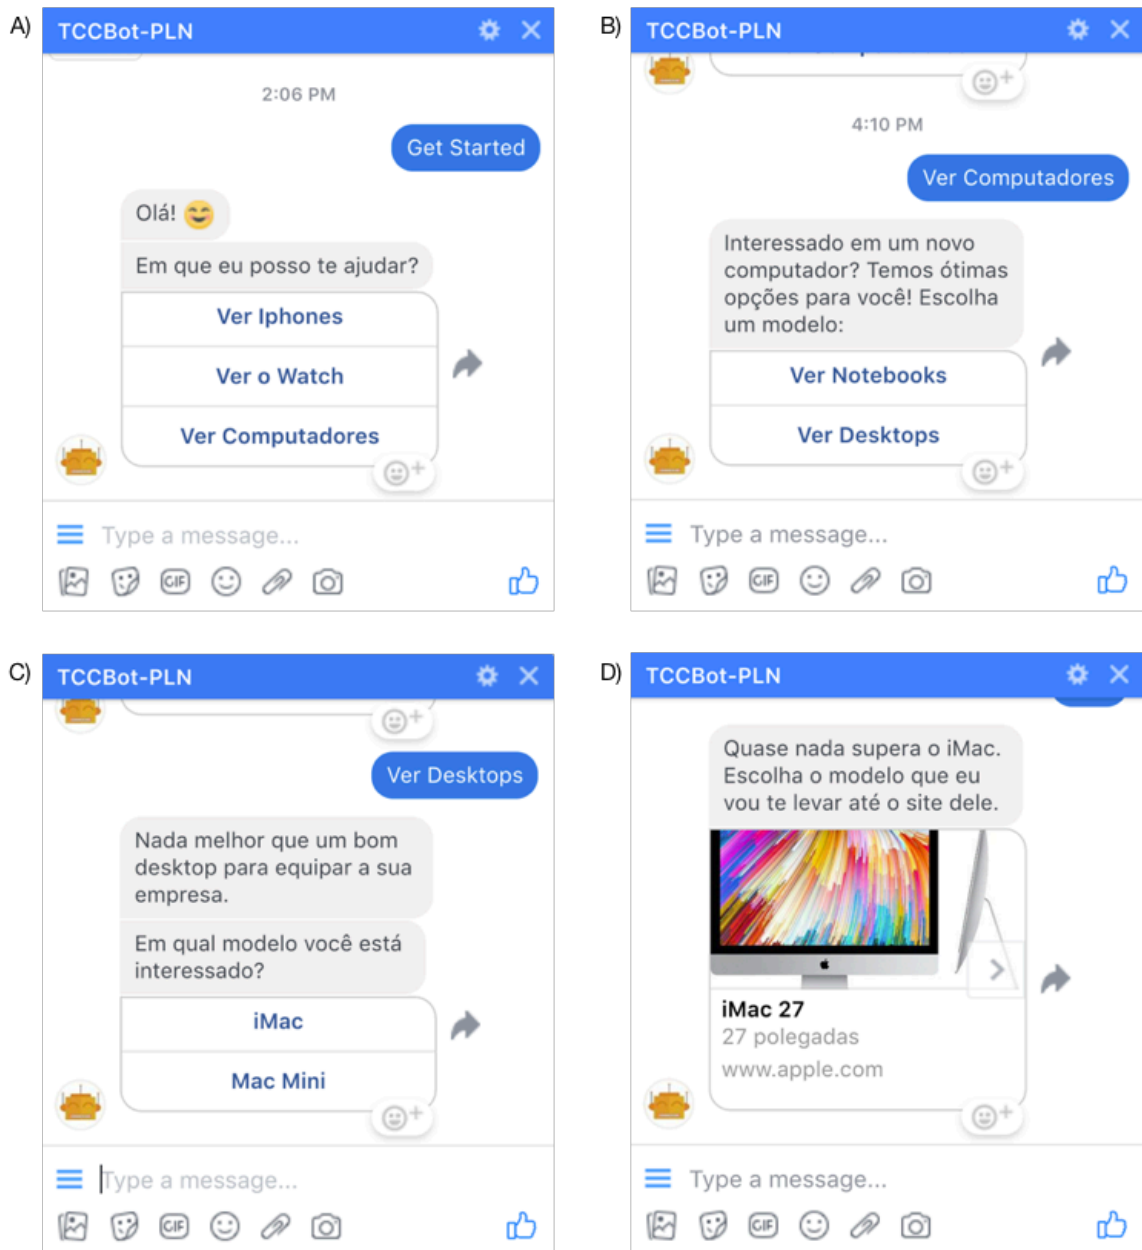 A)
TCCBot-PLN
2:06 PM
Get Started
Olá! 😊
Em que eu posso te ajudar?
Ver Iphones
Ver o Watch
Ver Computadores
Type a message...
GIF
B)
TCCBot-PLN
4:10 PM
Ver Computadores
Interessado em um novo
computador? Temos ótimas
opções para você! Escolha
um modelo:
Ver Notebooks
Ver Desktops
Type a message...
GIF
C)
TCCBot-PLN
Ver Desktops
Nada melhor que um bom
desktop para equipar a sua
empresa.
Em qual modelo você está
interessado?
iMac
Mac Mini
Type a message...
GIF
D)
TCCBot-PLN
Quase nada supera o iMac.
Escolha o modelo que eu
vou te levar até o site dele.
iMac 27
27 polegadas
www.apple.com
Type a message...
GIF